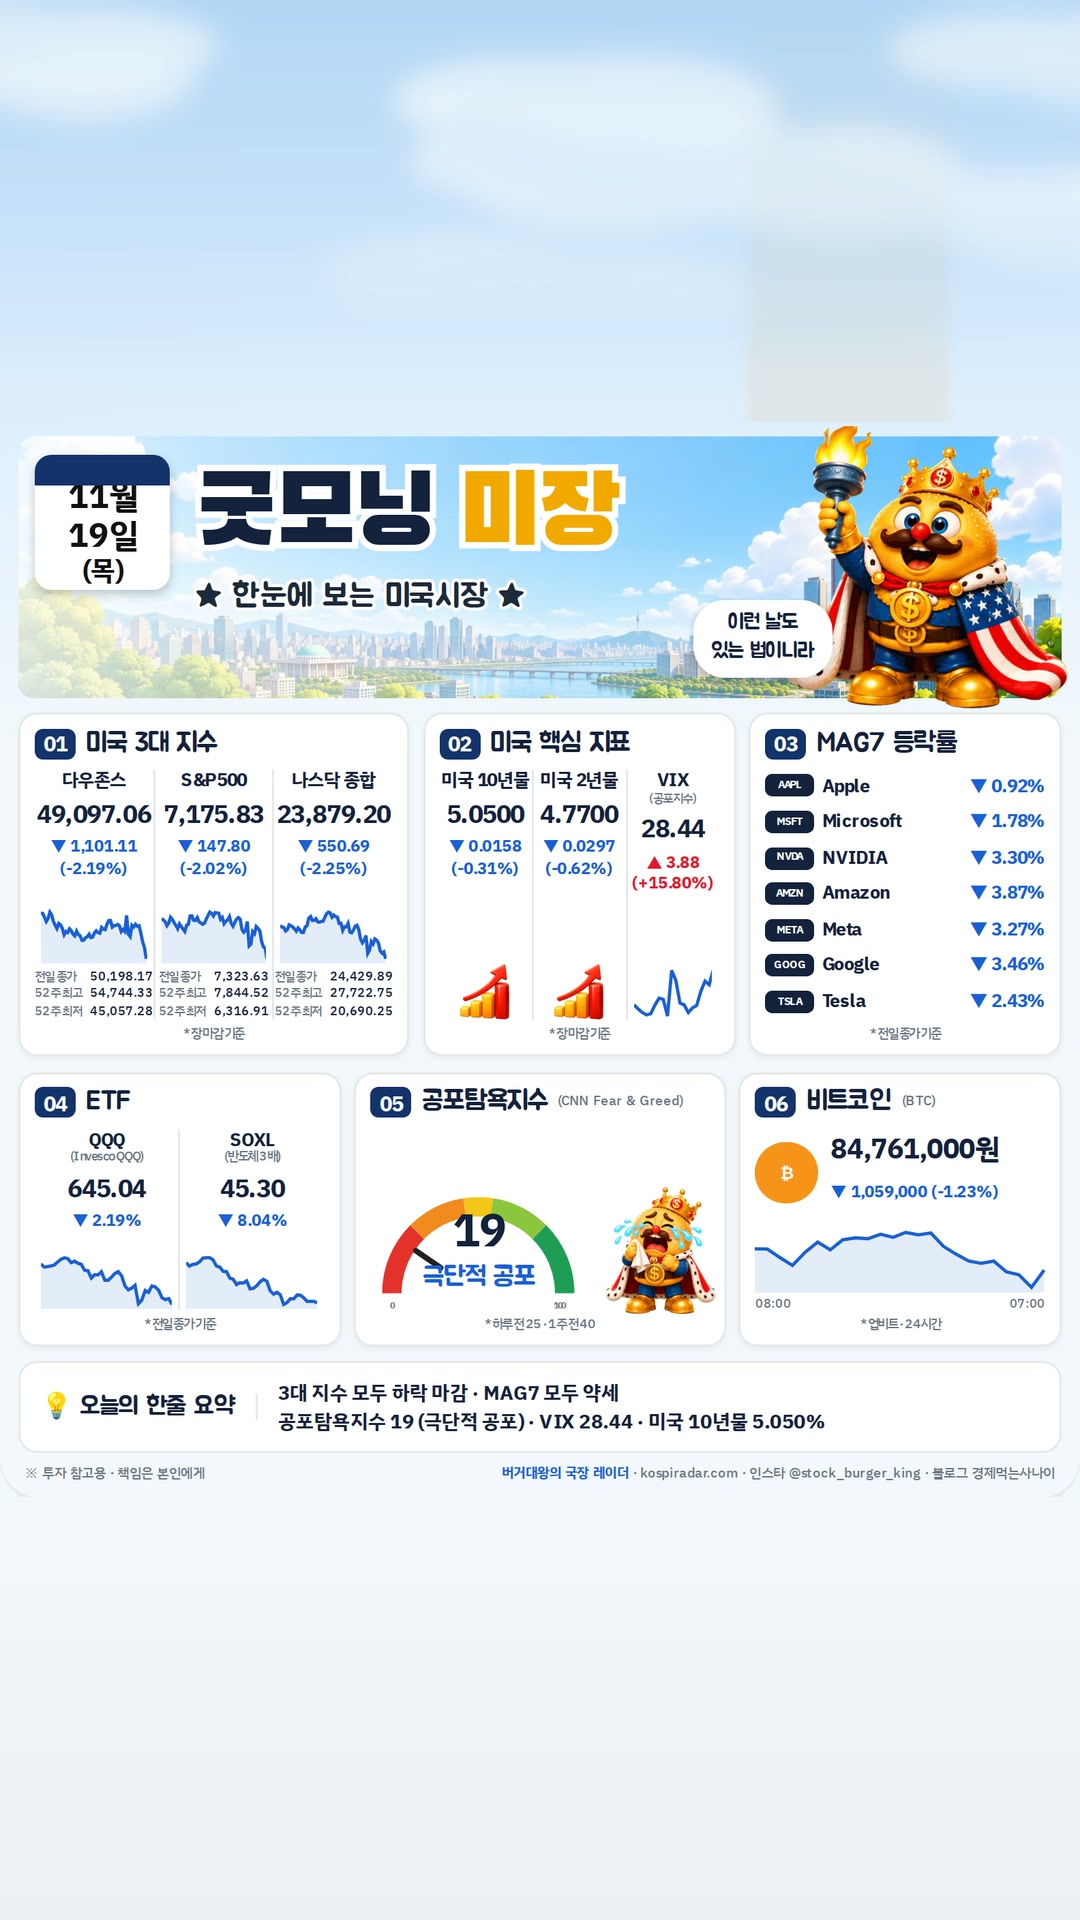 11월
19일
(목)
굿모닝 미장
★ 한눈에 보는 미국시장 ★
이런 날도
있는 법이니라
01 미국 3대 지수
다우존스 S&P500 나스닥 종합
49,097.06 7,175.83 23,879.20
▼ 1,101.11 ▼ 147.80 ▼ 550.69
(-2.19%) (-2.02%) (-2.25%)
전일종가 50,198.17 전일종가 7,323.63 전일종가 24,429.89
52주최고 54,744.33 52주최고 7,844.52 52주최고 27,722.75
52주최저 45,057.28 52주최저 6,316.91 52주최저 20,690.25
*장마감기준
02 미국 핵심 지표
미국 10년물 미국 2년물 VIX
(공포지수)
5.0500 4.7700 28.44
▼ 0.0158 ▼ 0.0297 ▲ 3.88
(-0.31%) (-0.62%) (+15.80%)
*장마감기준
03 MAG7 등락률
AAPL Apple ▼ 0.92%
MSFT Microsoft ▼ 1.78%
NVDA NVIDIA ▼ 3.30%
AMZN Amazon ▼ 3.87%
META Meta ▼ 3.27%
GOOG Google ▼ 3.46%
TSLA Tesla ▼ 2.43%
*전일종가기준
04 ETF
QQQ SOXL
(Invesco QQQ) (반도체3배)
645.04 45.30
▼ 2.19% ▼ 8.04%
*전일종가기준
05 공포탐욕지수 (CNN Fear & Greed)
19
극단적 공포
0 100
*하루전 25 · 1주전 40
06 비트코인 (BTC)
84,761,000원
▼ 1,059,000 (-1.23%)
08:00 07:00
*업비트 · 24시간
오늘의 한줄 요약
3대 지수 모두 하락 마감 · MAG7 모두 약세
공포탐욕지수 19 (극단적 공포) · VIX 28.44 · 미국 10년물 5.050%
※ 투자 참고용 · 책임은 본인에게
버거대왕의 국장 레이더 · kospiradar.com · 인스타 @stock_burger_king · 블로그 경제먹는사나이